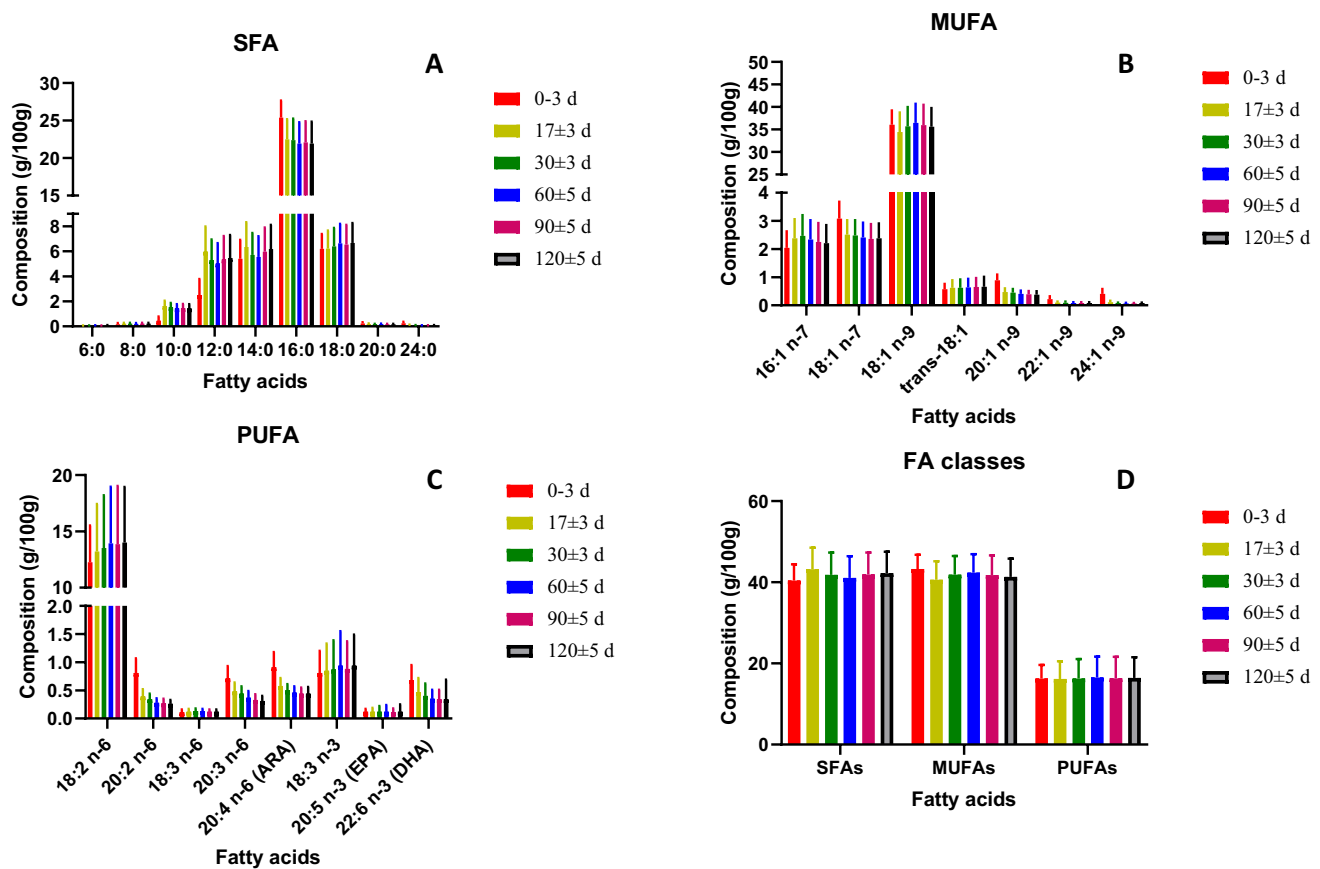 SFA
A
Composition (g/100g)
30
25
20
15
8
6
4
2
0
6:0 8:0 10:0 12:0 14:0 16:0 18:0 20:0 24:0
Fatty acids
0-3 d
17±3 d
30±3 d
60±5 d
90±5 d
120±5 d
MUFA
B
Composition (g/100g)
50
45
40
35
30
25
4
3
2
1
0
16:1 n-7
18:1 n-7
18:1 n-9
trans-18:1
20:1 n-9
22:1 n-9
24:1 n-9
Fatty acids
0-3 d
17±3 d
30±3 d
60±5 d
90±5 d
120±5 d
PUFA
C
Composition (g/100g)
20
15
10
2.0
1.5
1.0
0.5
0.0
18:2 n-6
20:2 n-6
18:3 n-6
20:3 n-6
20:4 n-6 (ARA)
18:3 n-3
20:5 n-3 (EPA)
22:6 n-3 (DHA)
Fatty acids
0-3 d
17±3 d
30±3 d
60±5 d
90±5 d
120±5 d
FA classes
D
Composition (g/100g)
60
40
20
0
SFAs MUFAs PUFAs
Fatty acids
0-3 d
17±3 d
30±3 d
60±5 d
90±5 d
120±5 d